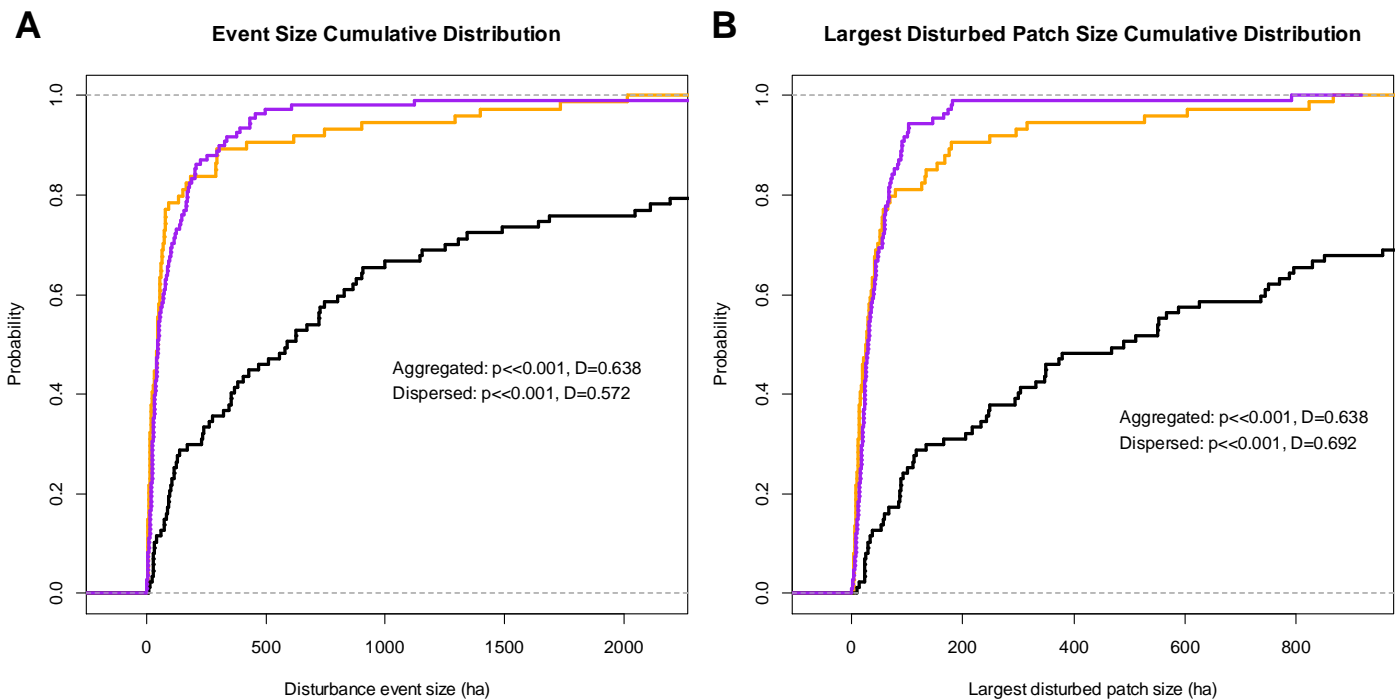 A
Event Size Cumulative Distribution
Probability
1.0
0.8
0.6
0.4
0.2
0.0
Aggregated: p<<0.001, D=0.638
Dispersed: p<<0.001, D=0.572
0 500 1000 1500 2000
Disturbance event size (ha)
B
Largest Disturbed Patch Size Cumulative Distribution
Probability
1.0
0.8
0.6
0.4
0.2
0.0
Aggregated: p<<0.001, D=0.638
Dispersed: p<<0.001, D=0.692
0 200 400 600 800
Largest disturbed patch size (ha)